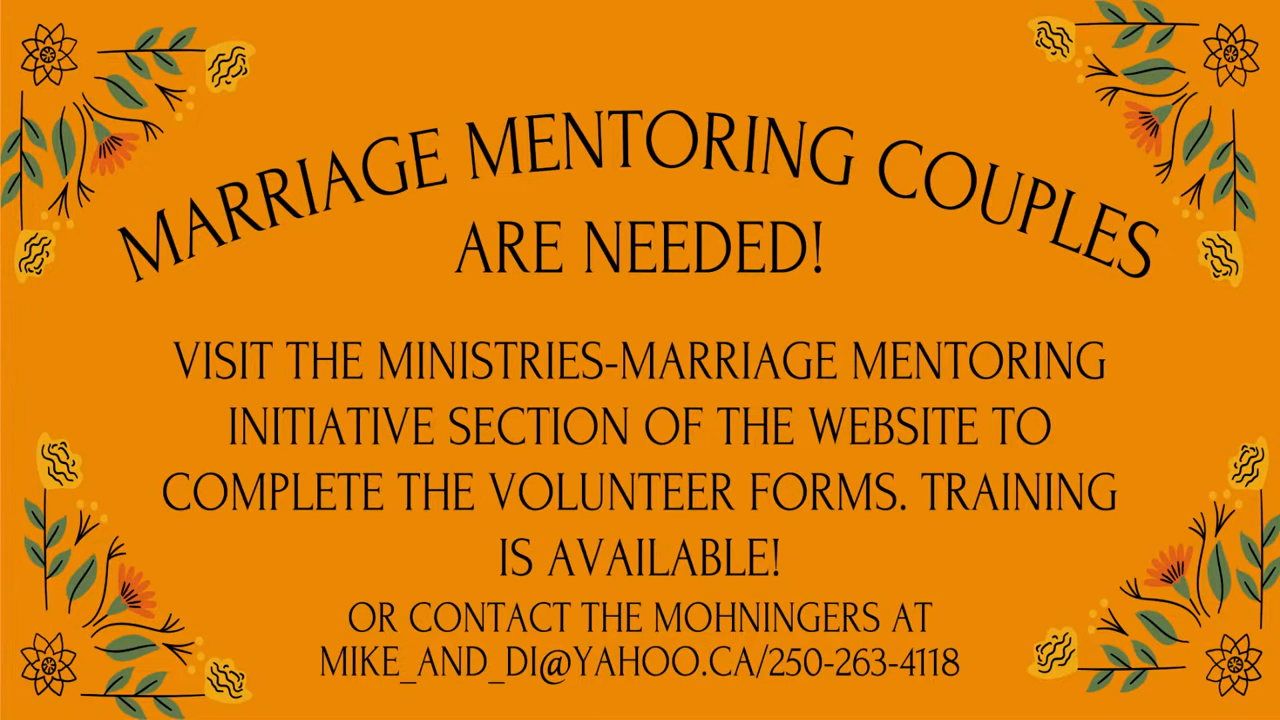 MARRIAGE MENTORING COUPLES
ARE NEEDED!
VISIT THE MINISTRIES-MARRIAGE MENTORING
INITIATIVE SECTION OF THE WEBSITE TO
COMPLETE THE VOLUNTEER FORMS. TRAINING
IS AVAILABLE!
OR CONTACT THE MOHNINGERS AT
MIKE_AND_DI@YAHOO.CA/250-263-4118